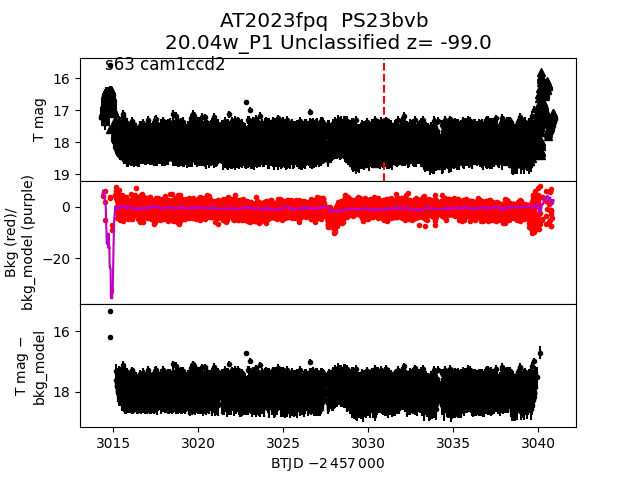 AT2023fpq PS23bvb
20.04w_P1 Unclassified z= -99.0
s63 cam1ccd2
16
17
18
19
T mag
0
−20
Bkg (red)/
bkg_model (purple)
16
18
T mag −
bkg_model
3015 3020 3025 3030 3035 3040
BTJD −2 457 000